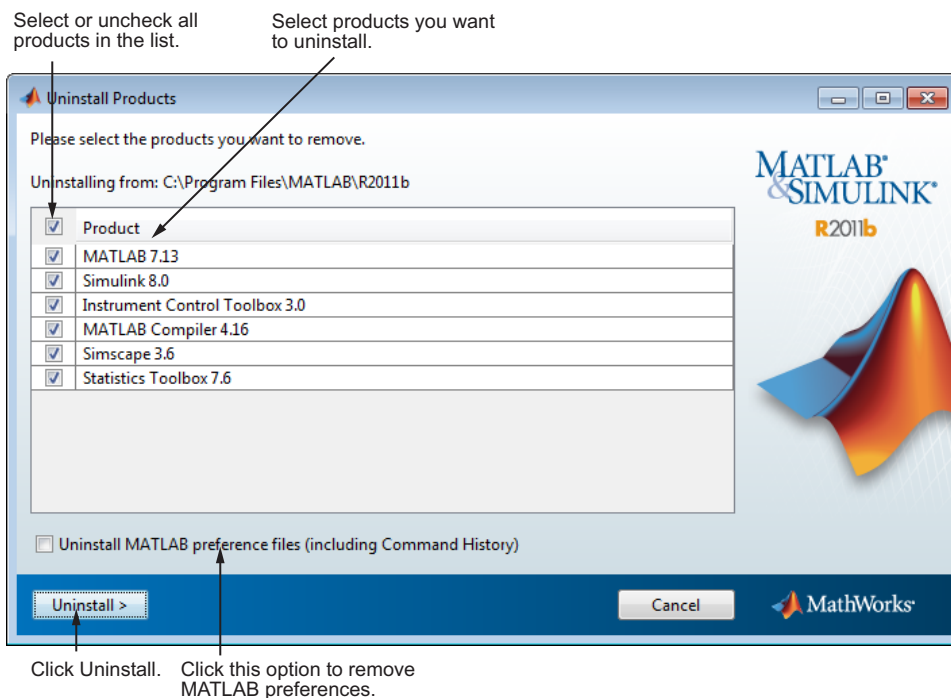 Select or uncheck all
products in the list.
Select products you want
to uninstall.
Uninstall Products
Please select the products you want to remove.
Uninstalling from: C:\Program Files\MATLAB\R2011b
MATLAB®
&SIMULINK®
R2011b
Product
MATLAB 7.13
Simulink 8.0
Instrument Control Toolbox 3.0
MATLAB Compiler 4.16
Simscape 3.6
Statistics Toolbox 7.6
Uninstall MATLAB preference files (including Command History)
Uninstall >
Cancel
MathWorks®
Click Uninstall.
Click this option to remove
MATLAB preferences.